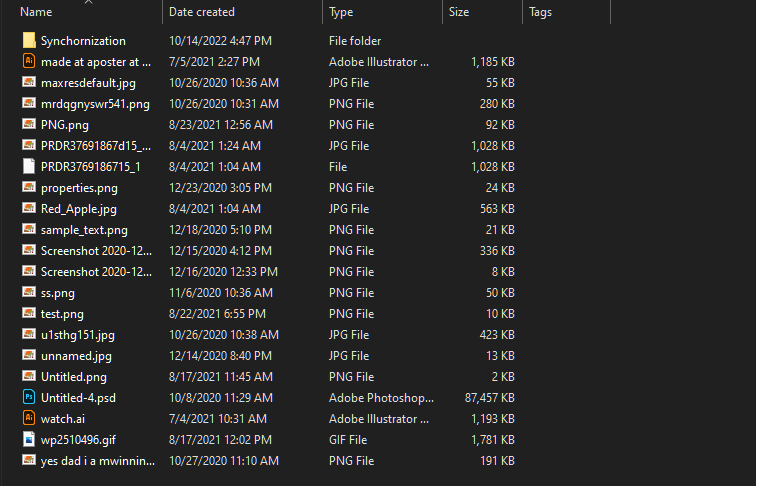 Name Date created Type Size Tags
Synchornization 10/14/2022 4:47 PM File folder
made at aposter at ... 7/5/2021 2:27 PM Adobe Illustrator ... 1,185 KB
maxresdefault.jpg 10/26/2020 10:36 AM JPG File 55 KB
mrdqgnyswr541.png 10/26/2020 10:31 AM PNG File 280 KB
PNG.png 8/23/2021 12:56 AM PNG File 92 KB
PRDR37691867d15_... 8/4/2021 1:24 AM JPG File 1,028 KB
PRDR3769186715_1 8/4/2021 1:04 AM File 1,028 KB
properties.png 12/23/2020 3:05 PM PNG File 24 KB
Red_Apple.jpg 8/4/2021 1:04 AM JPG File 563 KB
sample_text.png 12/18/2020 5:10 PM PNG File 21 KB
Screenshot 2020-12... 12/15/2020 4:12 PM PNG File 336 KB
Screenshot 2020-12... 12/16/2020 12:33 PM PNG File 8 KB
ss.png 11/6/2020 10:36 AM PNG File 50 KB
test.png 8/22/2021 6:55 PM PNG File 10 KB
u1sthg151.jpg 10/26/2020 10:38 AM JPG File 423 KB
unnamed.jpg 12/14/2020 8:40 PM JPG File 13 KB
Untitled.png 8/17/2021 11:45 AM PNG File 2 KB
Ps Untitled-4.psd 10/8/2020 11:29 AM Adobe Photoshop... 87,457 KB
Ai watch.ai 7/4/2021 10:31 AM Adobe Illustrator ... 1,193 KB
wp2510496.gif 8/17/2021 12:02 PM GIF File 1,781 KB
yes dad i a mwinnin... 10/27/2020 11:10 AM PNG File 191 KB